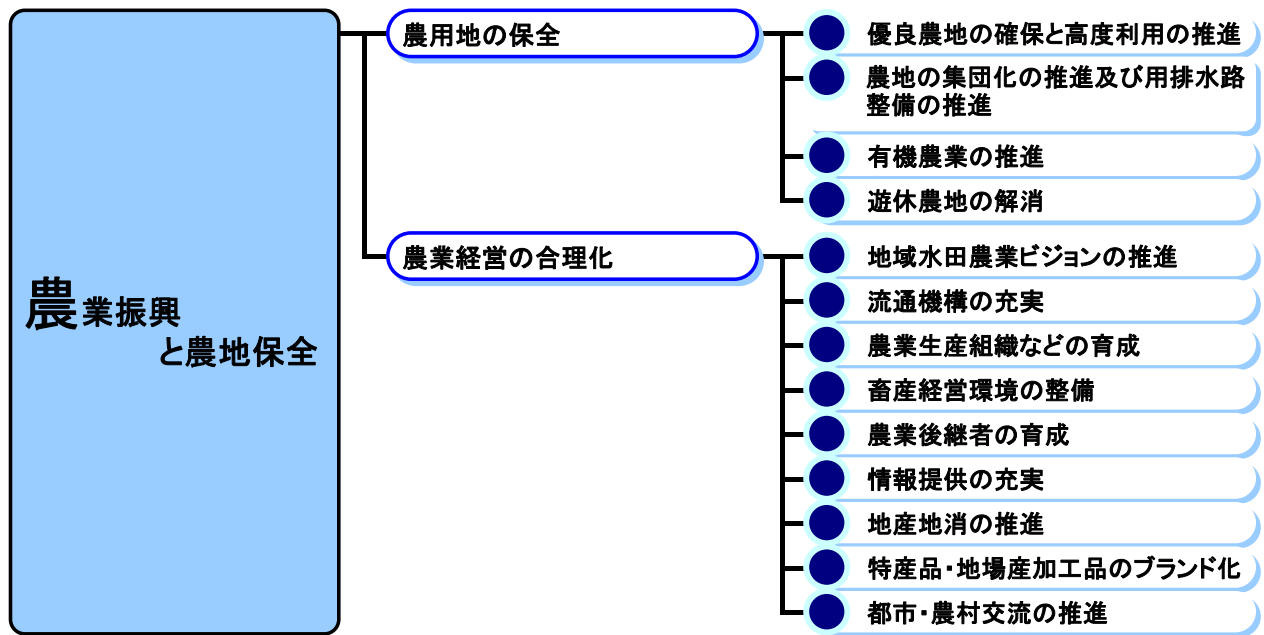 農業振興
と農地保全
農用地の保全
優良農地の確保と高度利用の推進
農地の集団化の推進及び用排水路
整備の推進
有機農業の推進
遊休農地の解消
農業経営の合理化
地域水田農業ビジョンの推進
流通機構の充実
農業生産組織などの育成
畜産経営環境の整備
農業後継者の育成
情報提供の充実
地産地消の推進
特産品・地場産加工品のブランド化
都市・農村交流の推進